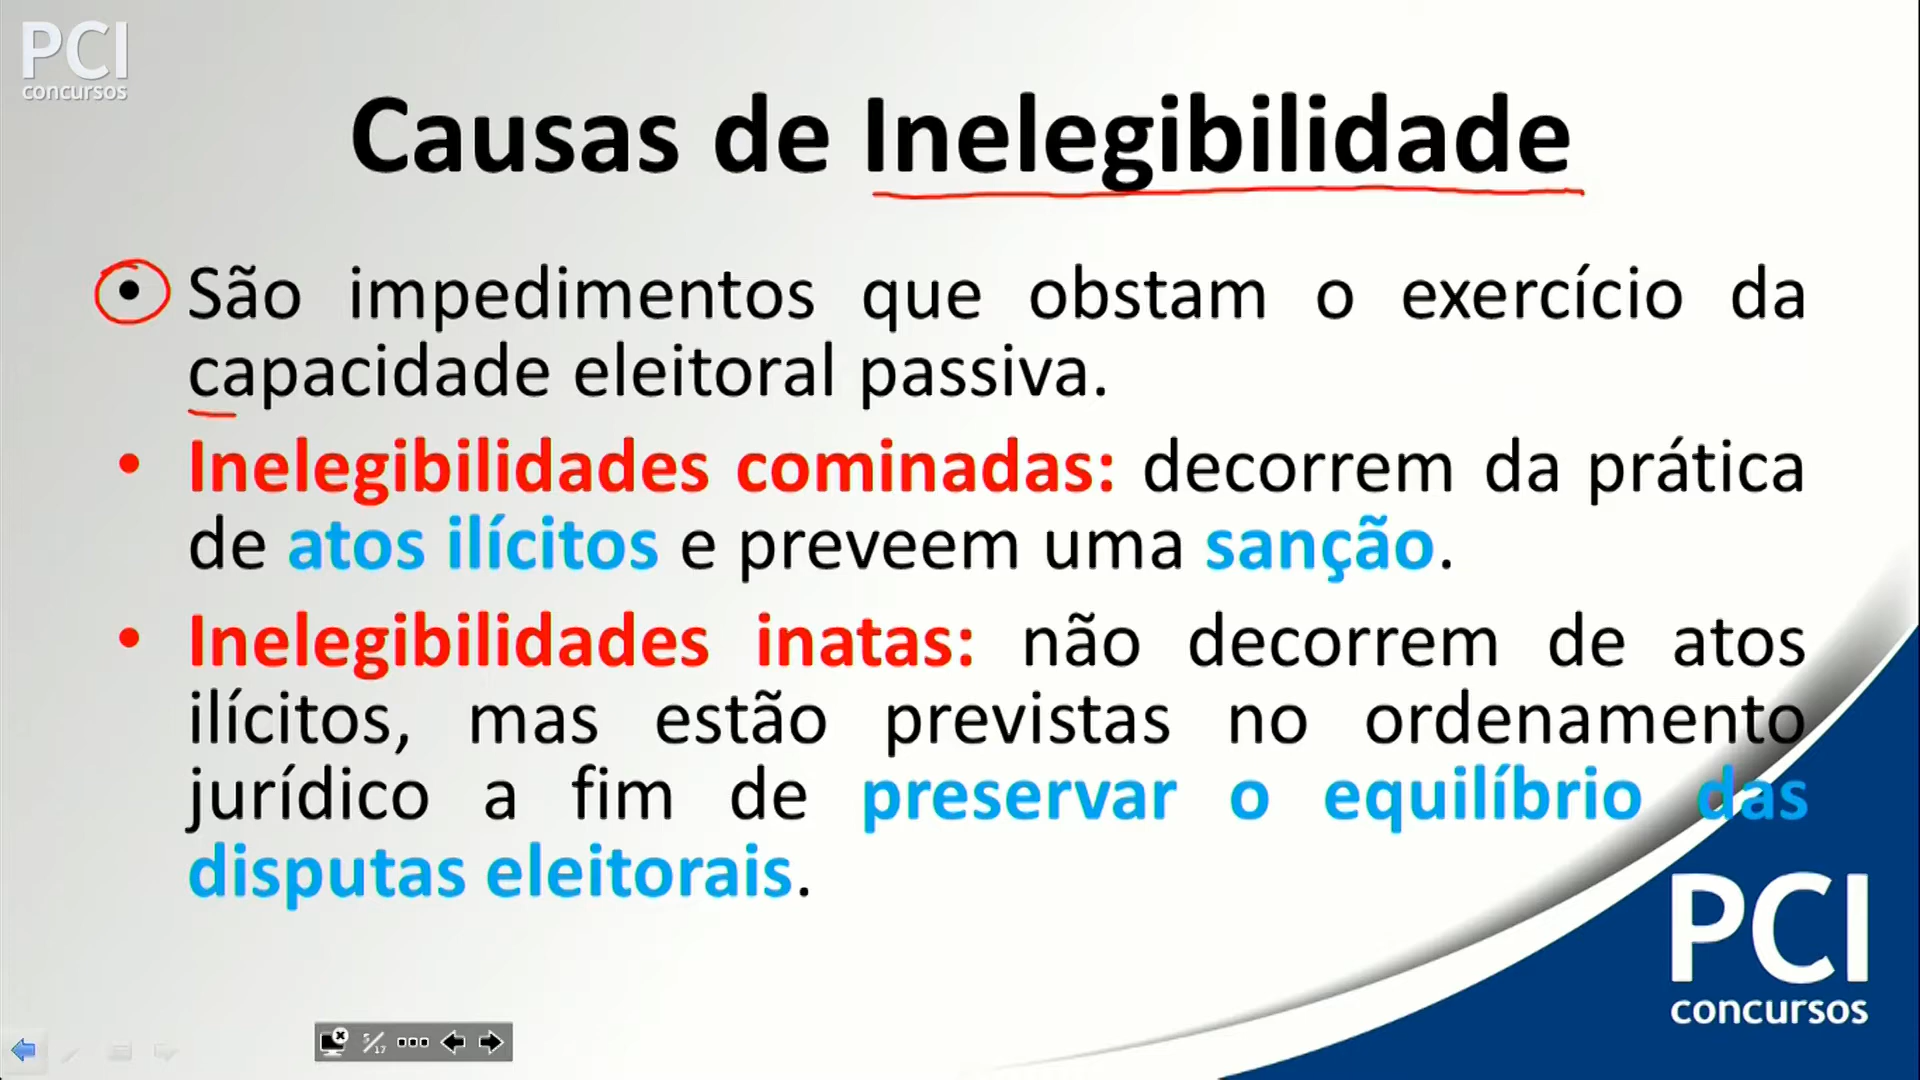 PCI
concursos
Causas de Inelegibilidade
• São impedimentos que obstam o exercício da
capacidade eleitoral passiva.
• Inelegibilidades cominadas: decorrem da prática
de atos ilícitos e preveem uma sanção.
• Inelegibilidades inatas: não decorrem de atos
ilícitos, mas estão previstas no ordenamento
jurídico a fim de preservar o equilíbrio das
disputas eleitorais.
PCI
concursos
5/17